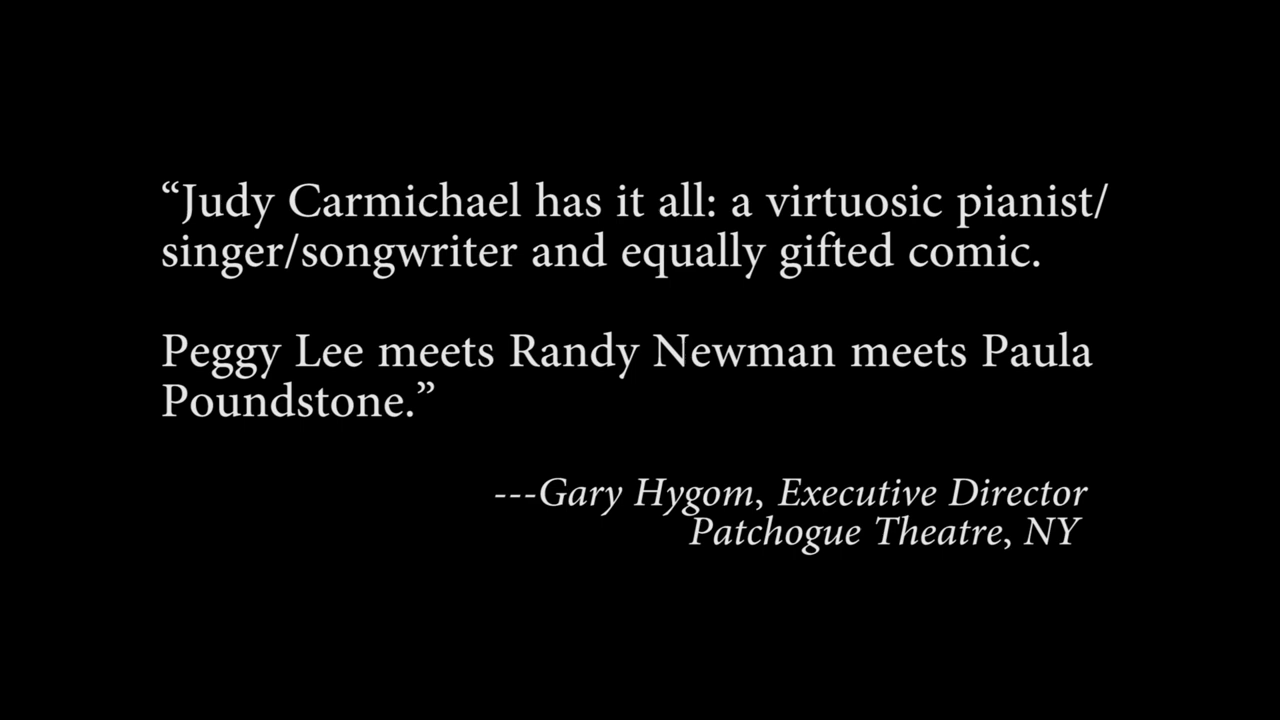 “Judy Carmichael has it all: a virtuosic pianist/
singer/songwriter and equally gifted comic.
Peggy Lee meets Randy Newman meets Paula
Poundstone.”
---Gary Hygom, Executive Director
Patchogue Theatre, NY